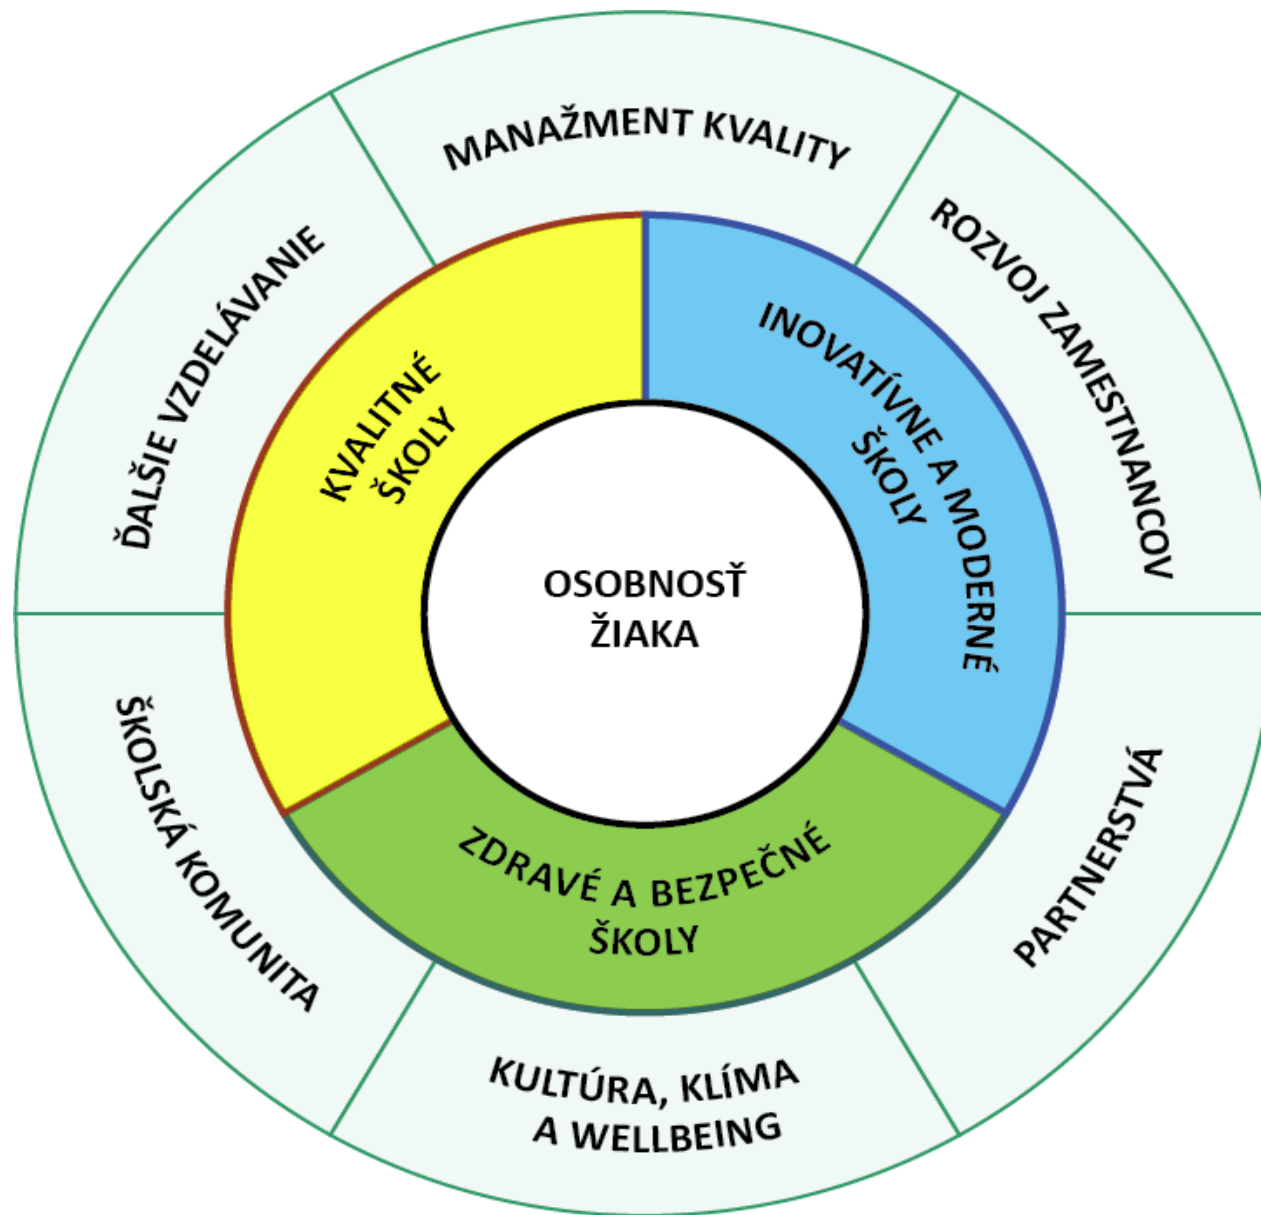 MANAŽMENT KVALITY
ROZVOJ ZAMESTNANCOV
PARTNERSTVÁ
KULTÚRA, KLÍMA
A WELLBEING
ŠKOLSKÁ KOMUNITA
ĎALŠIE VZDELÁVANIE
KVALITNÉ
ŠKOLY
INOVATÍVNE A MODERNÉ
ŠKOLY
ZDRAVÉ A BEZPEČNÉ
ŠKOLY
OSOBNOSŤ
ŽIAKA